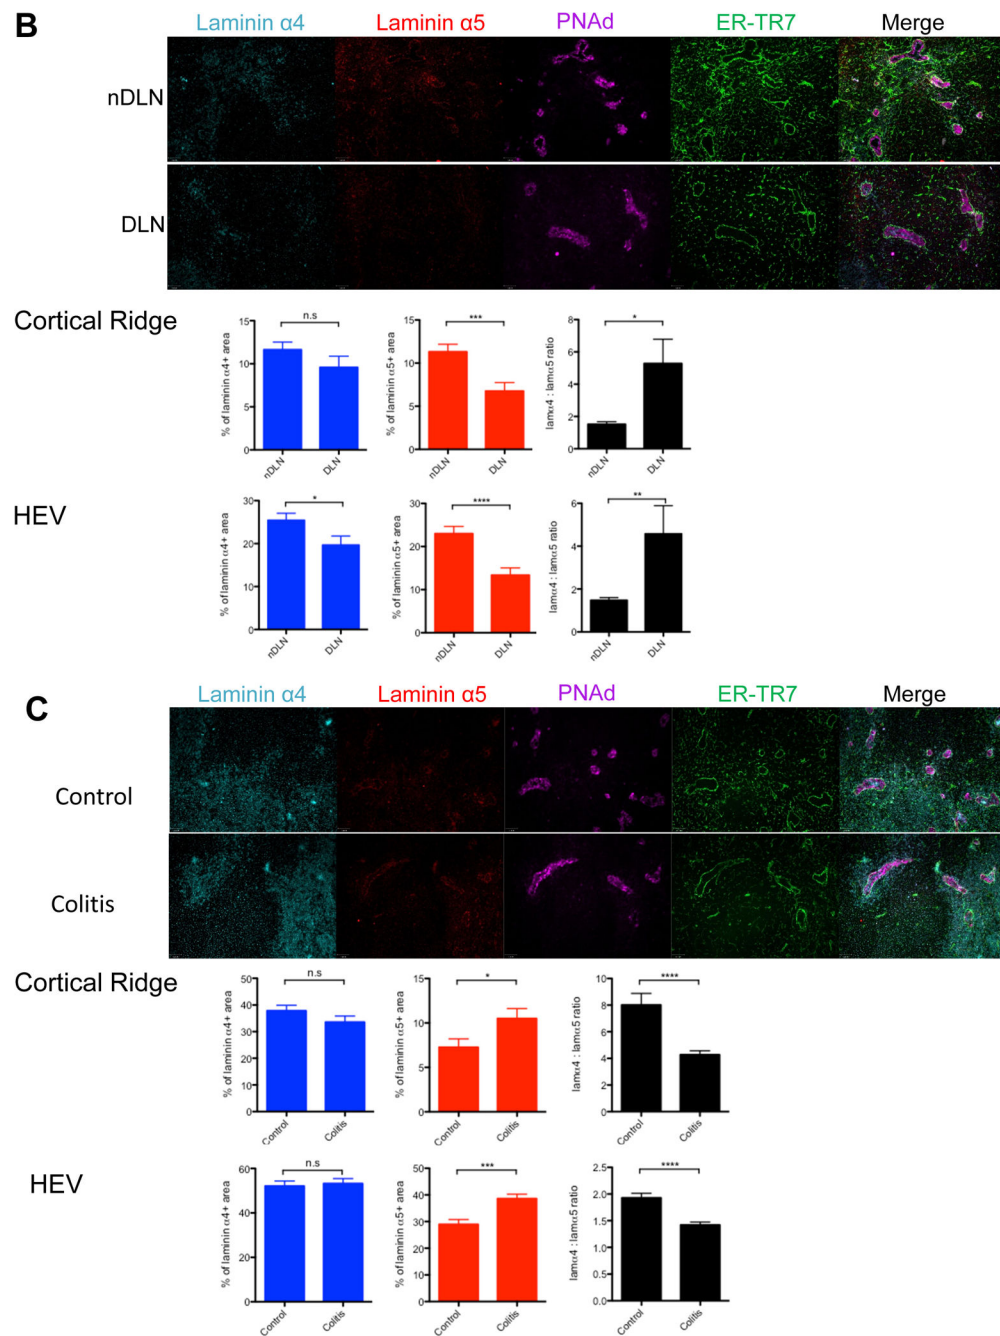 B
Laminin α4 Laminin α5 PNAd ER-TR7 Merge
nDLN
DLN
Cortical Ridge
% of laminin α4+ area
15
10
5
0
n.s
nDLN DLN
% of laminin α5+ area
15
10
5
0
***
nDLN DLN
lamα4 : lamα5 ratio
8
6
4
2
0
*
nDLN DLN
HEV
% of laminin α4+ area
30
20
10
0
*
nDLN DLN
% of laminin α5+ area
30
20
10
0
****
nDLN DLN
lamα4 : lamα5 ratio
6
4
2
0
**
nDLN DLN
C
Laminin α4 Laminin α5 PNAd ER-TR7 Merge
Control
Colitis
Cortical Ridge
% of laminin α4+ area
50
40
30
20
10
0
n.s
Control Colitis
% of laminin α5+ area
15
10
5
0
*
Control Colitis
lamα4 : lamα5 ratio
10
8
6
4
2
0
****
Control Colitis
HEV
% of laminin α4+ area
60
40
20
0
n.s
Control Colitis
% of laminin α5+ area
50
40
30
20
10
0
***
Control Colitis
lamα4 : lamα5 ratio
2.5
2.0
1.5
1.0
0.5
0.0
****
Control Colitis